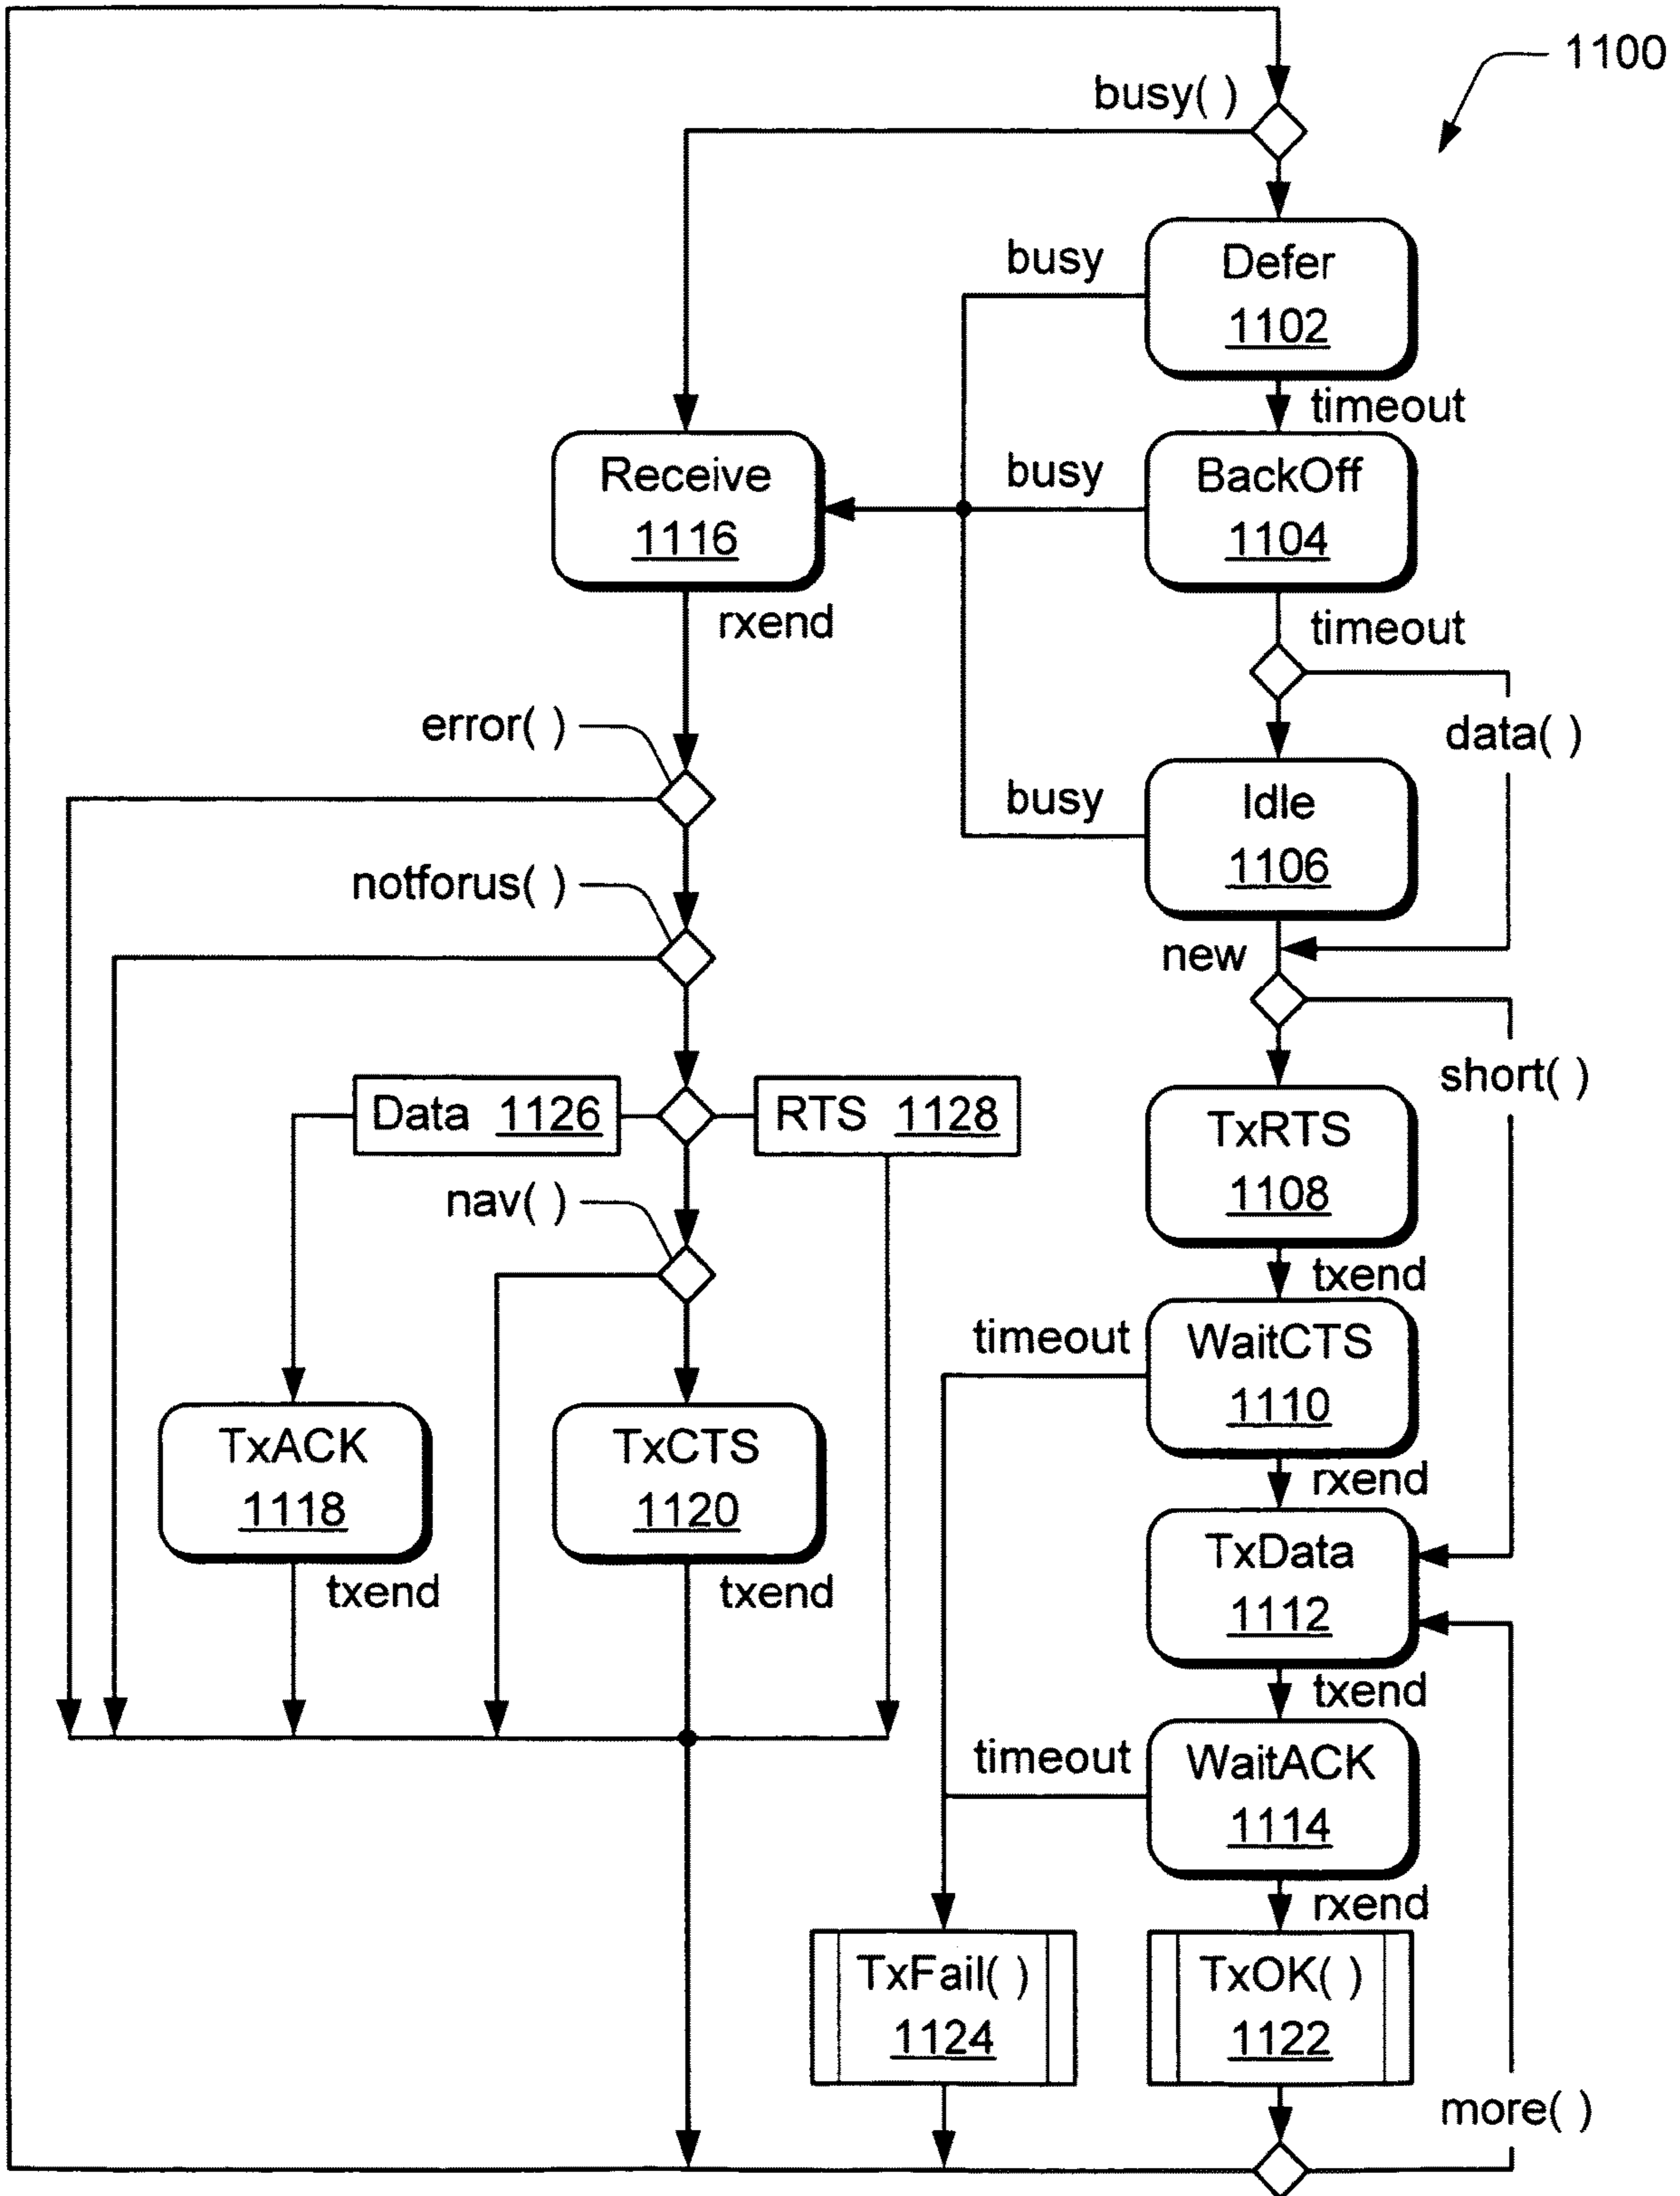 1100
busy( )
Defer
1102
busy
timeout
Receive
1116
busy
BackOff
1104
rxend
timeout
error( )
data( )
busy
Idle
1106
notforus( )
new
short( )
Data 1126
RTS 1128
TxRTS
1108
nav( )
txend
timeout
WaitCTS
1110
TxACK
1118
TxCTS
1120
rxend
TxData
1112
txend
txend
txend
timeout
WaitACK
1114
rxend
TxFail( )
1124
TxOK( )
1122
more( )